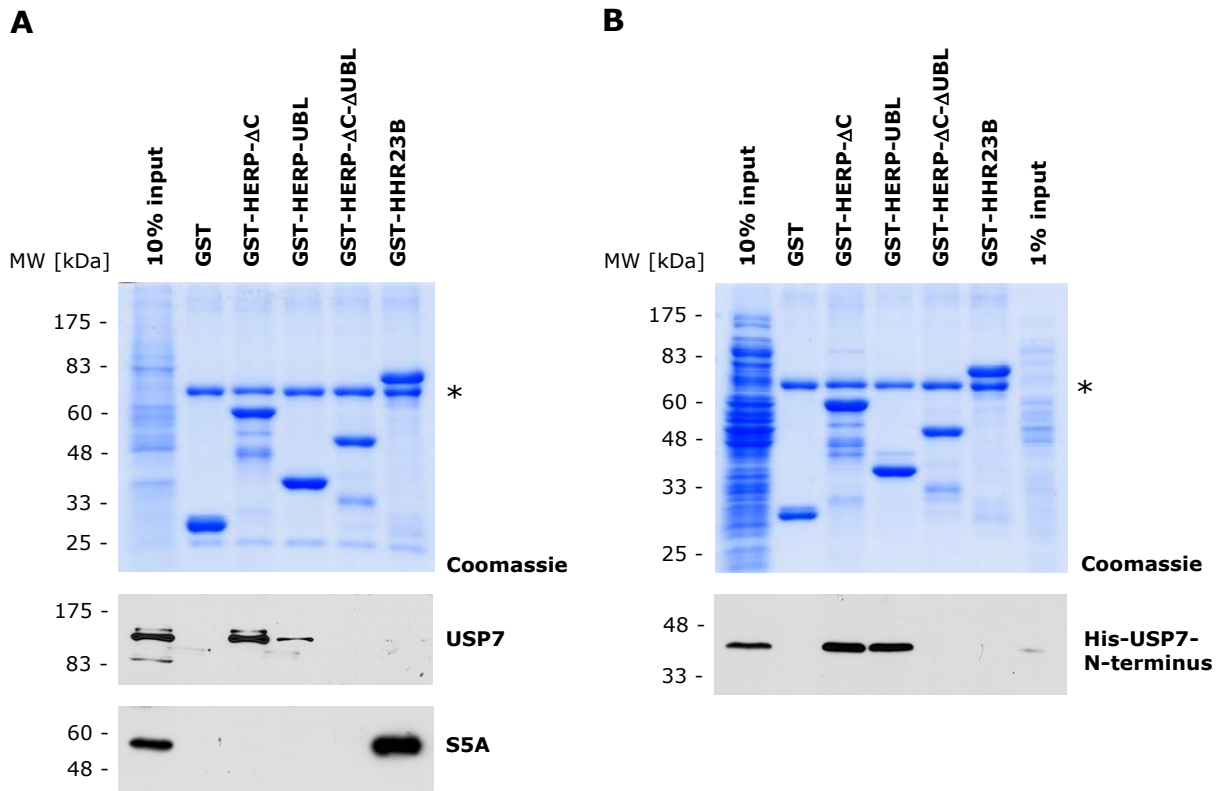 A
MW [kDa]
10% input
GST
GST-HERP-ΔC
GST-HERP-UBL
GST-HERP-ΔC-ΔUBL
GST-HHR23B
175 -
83 -
60 -
48 -
33 -
25 -
*
Coomassie
175 -
83 -
USP7
60 -
48 -
S5A
B
MW [kDa]
10% input
GST
GST-HERP-ΔC
GST-HERP-UBL
GST-HERP-ΔC-ΔUBL
GST-HHR23B
1% input
175 -
83 -
60 -
48 -
33 -
25 -
*
Coomassie
48 -
33 -
His-USP7-
N-terminus